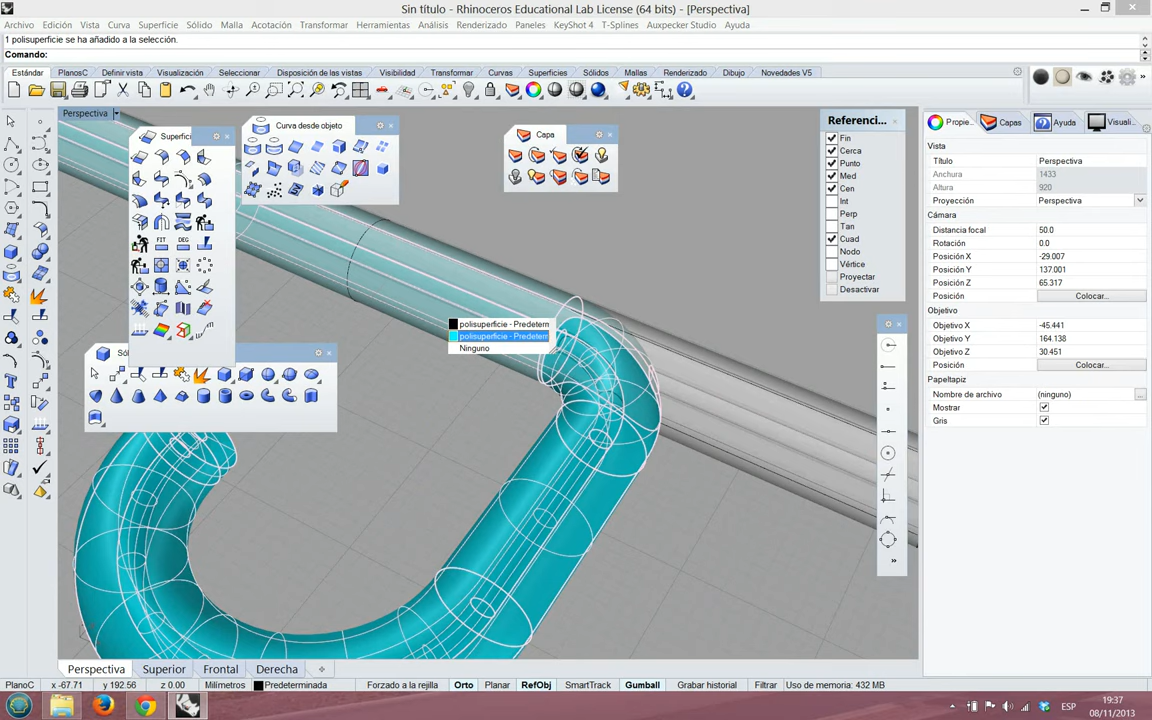 Sin título - Rhinoceros Educational Lab License (64 bits) - [Perspectiva]
Archivo Edición Vista Curva Superficie Sólido Malla Acotación Transformar Herramientas Análisis Renderizado Paneles KeyShot 4 T-Splines Auxpecker Studio Ayuda
1 polisuperficie se ha añadido a la selección.
Comando:
Estándar PlanosC Definir vista Visualización Seleccionar Disposición de las vistas Visibilidad Transformar Curvas Superficies Sólidos Mallas Renderizado Dibujo Novedades V5
Perspectiva
Superfici
Curva desde objeto
Capa
FIT
DEG
Sól
polisuperficie - Predetern
polisuperficie - Predetern
Ninguno
Referenci...
Fin
Cerca
Punto
Med
Cen
Int
Perp
Tan
Cuad
Nodo
Vértice
Proyectar
Desactivar
Propie... Capas Ayuda Visuali...
Vista
Título Perspectiva
Anchura 1433
Altura 920
Proyección Perspectiva
Cámara
Distancia focal 50.0
Rotación 0.0
Posición X -29.007
Posición Y 137.001
Posición Z 65.317
Posición Colocar...
Objetivo
Objetivo X -45.441
Objetivo Y 164.138
Objetivo Z 30.451
Posición Colocar...
Papeltapiz
Nombre de archivo (ninguno) ...
Mostrar
Gris
Perspectiva Superior Frontal Derecha
PlanoC x -67.71 y 192.56 z 0.00 Milímetros Predeterminada Forzado a la rejilla Orto Planar RefObj SmartTrack Gumball Grabar historial Filtrar Uso de memoria: 432 MB
ESP
19:37
08/11/2013